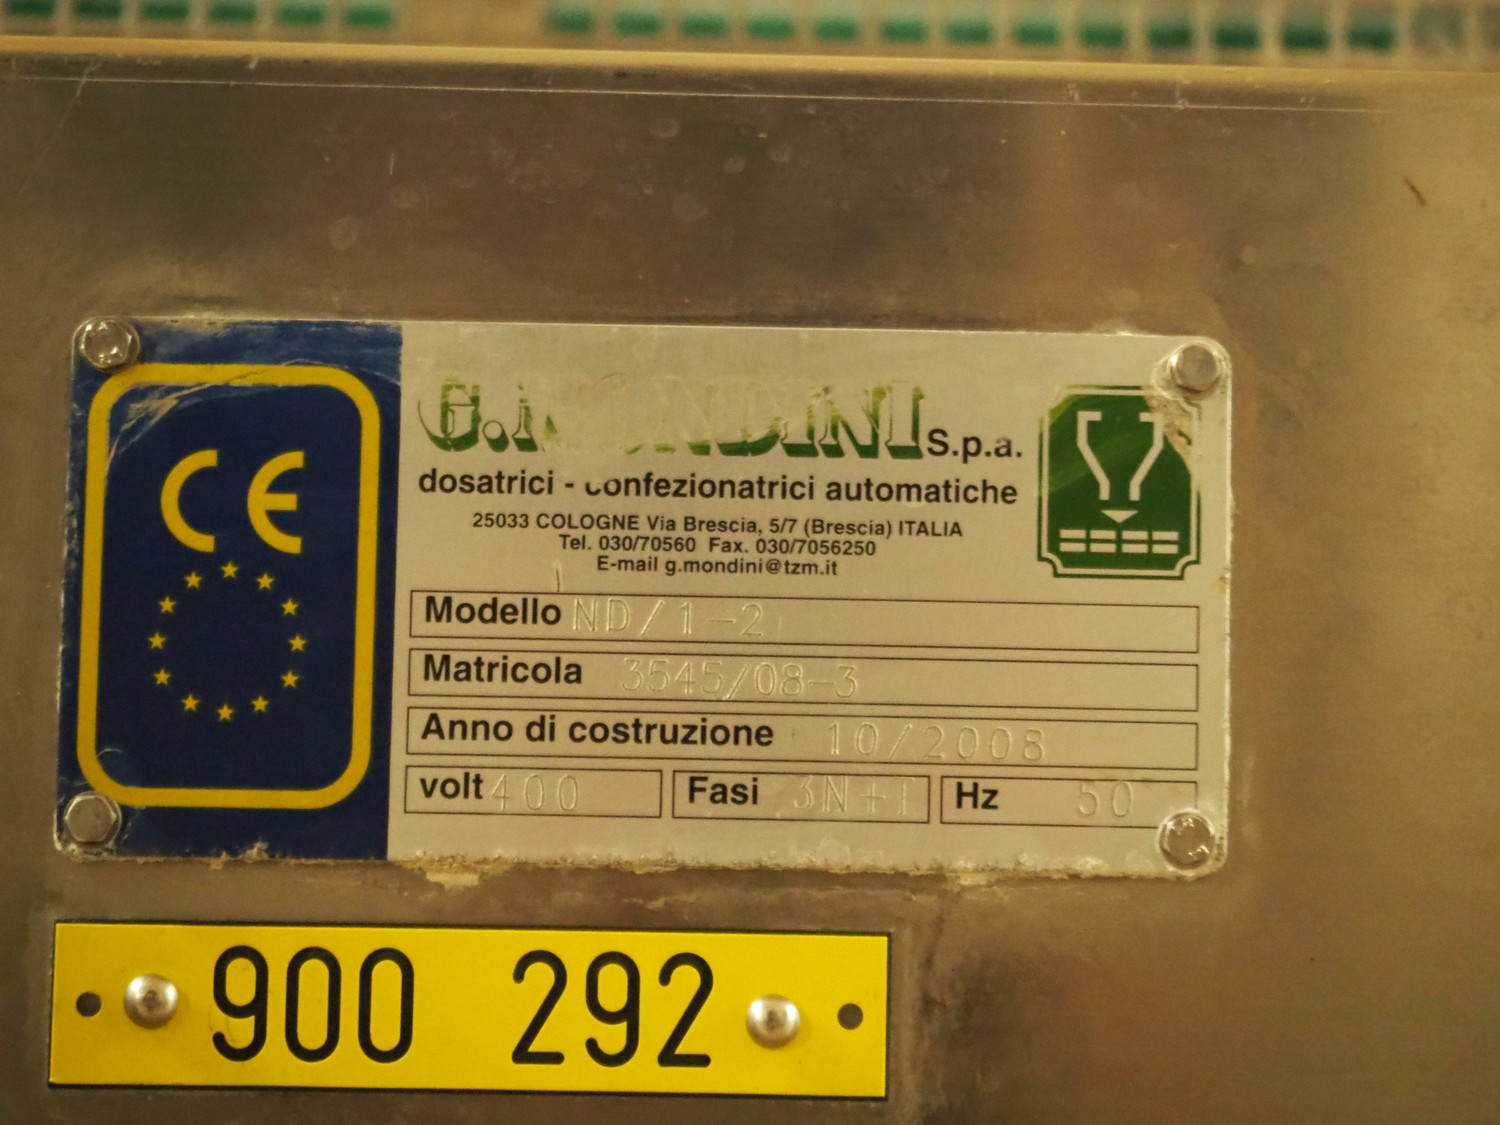 CE
G.MONDINI S.p.a.
dosatrici - confezionatrici automatiche
25033 COLOGNE Via Brescia, 5/7 (Brescia) ITALIA
Tel. 030/70560 Fax. 030/7056250
E-mail g.mondini@tzm.it
Modello ND/1-2
Matricola 3545/08-3
Anno di costruzione 10/2008
volt 400 Fasi 3N+T Hz 50
900 292